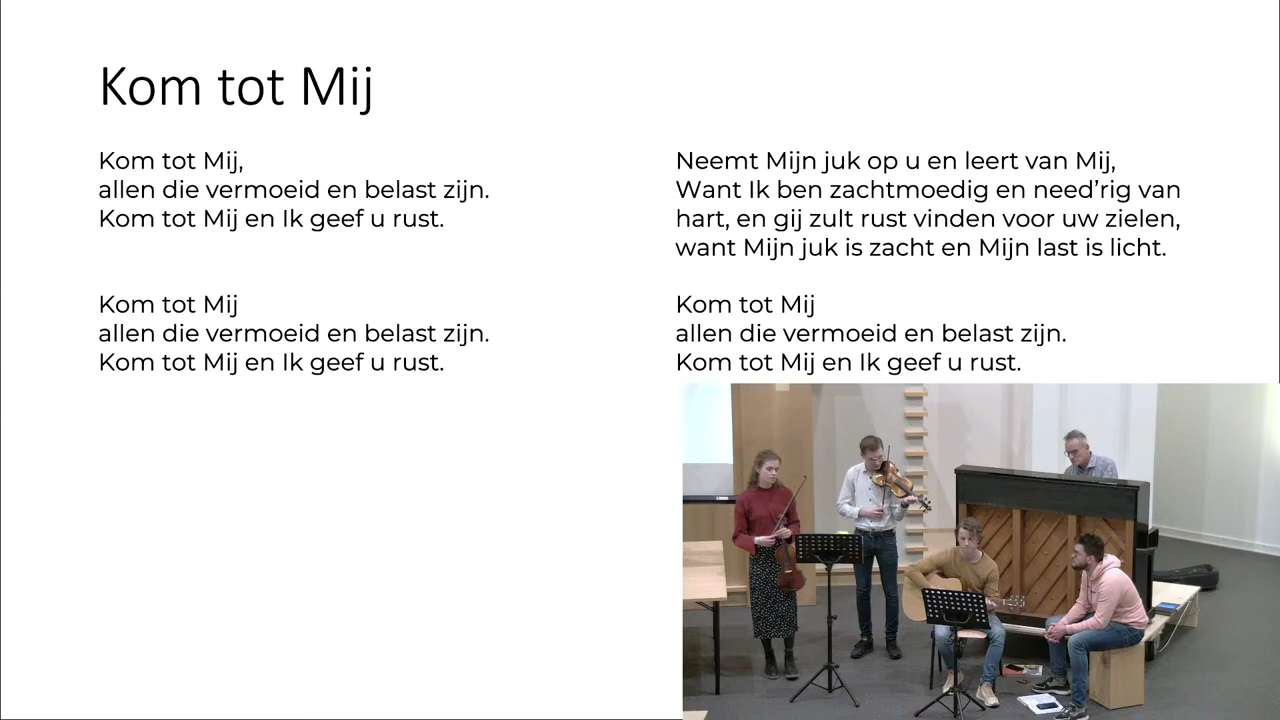 Kom tot Mij
Kom tot Mij,
allen die vermoeid en belast zijn.
Kom tot Mij en Ik geef u rust.
Kom tot Mij
allen die vermoeid en belast zijn.
Kom tot Mij en Ik geef u rust.
Neemt Mijn juk op u en leert van Mij,
Want Ik ben zachtmoedig en need’rig van
hart, en gij zult rust vinden voor uw zielen,
want Mijn juk is zacht en Mijn last is licht.
Kom tot Mij
allen die vermoeid en belast zijn.
Kom tot Mij en Ik geef u rust.